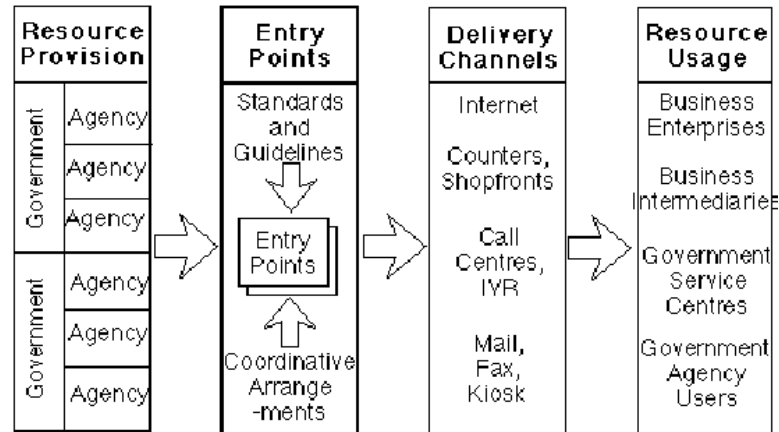 Resource
Provision
Government
Agency
Agency
Agency
Government
Agency
Agency
Agency
Entry
Points
Standards
and
Guidelines
Entry
Points
Coordinative
Arrange
-ments
Delivery
Channels
Internet
Counters,
Shopfronts
Call
Centres,
IVR
Mail,
Fax,
Kiosk
Resource
Usage
Business
Enterprises
Business
Intermediaries
Government
Service
Centres
Government
Agency
Users